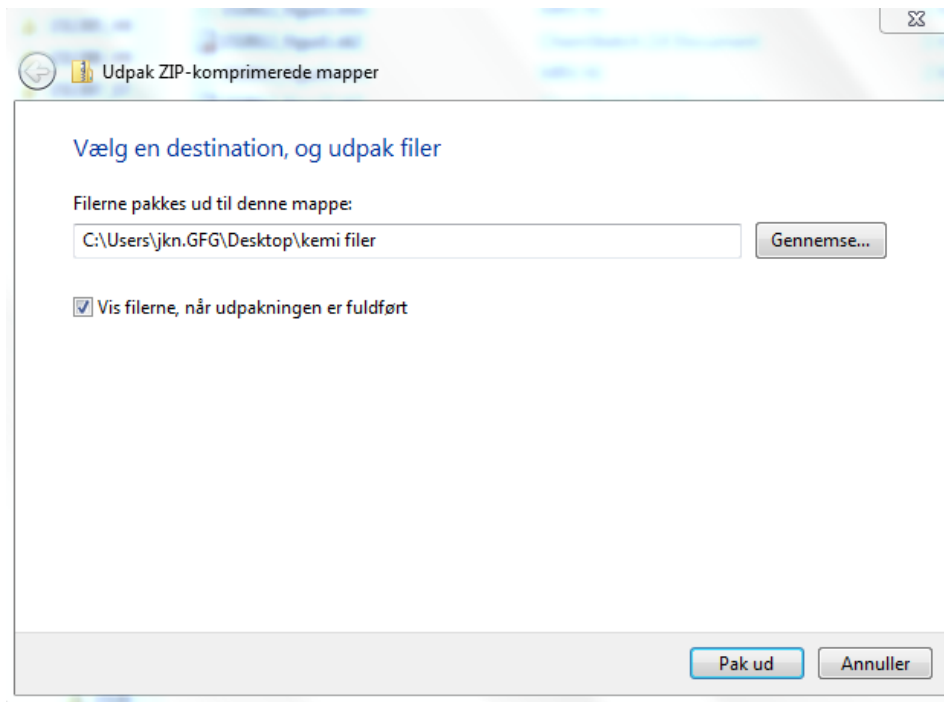 Udpak ZIP-komprimerede mapper
Vælg en destination, og udpak filer
Filerne pakkes ud til denne mappe:
C:\Users\jkn.GFG\Desktop\kemi filer
Gennemse...
Vis filerne, når udpakningen er fuldført
Pak ud
Annuller